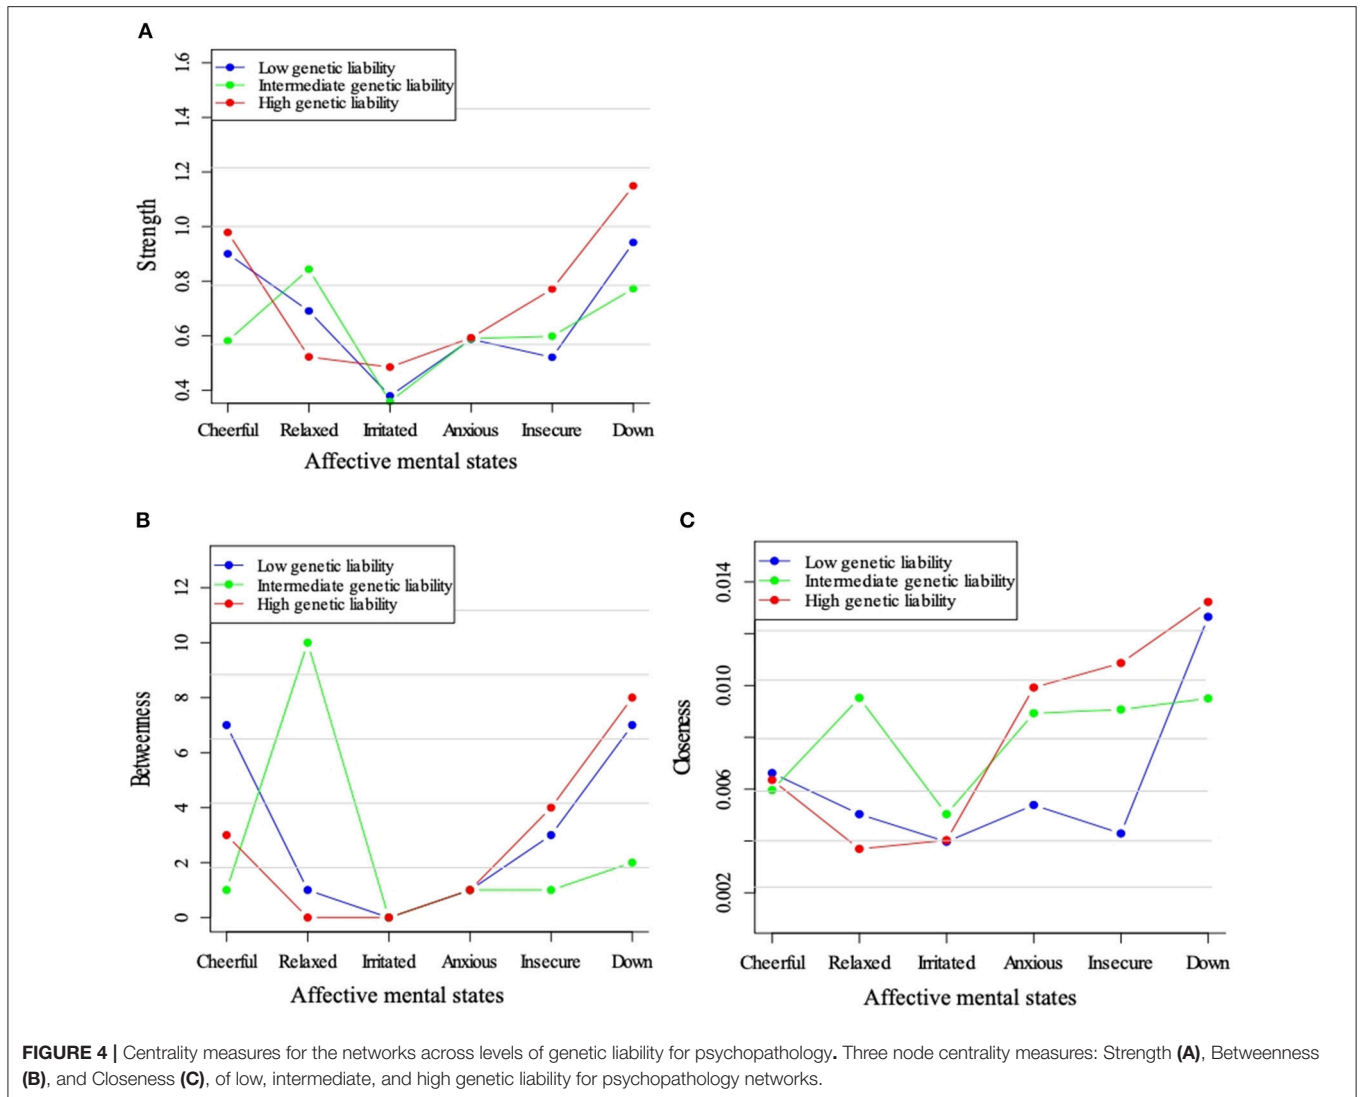 A
1.6
1.4
1.2
1.0
0.8
0.6
0.4
Strength
Low genetic liability
Intermediate genetic liability
High genetic liability
Cheerful Relaxed Irritated Anxious Insecure Down
Affective mental states
B
12
10
8
6
4
2
0
Betweenness
Low genetic liability
Intermediate genetic liability
High genetic liability
Cheerful Relaxed Irritated Anxious Insecure Down
Affective mental states
C
0.014
0.010
0.006
0.002
Closeness
Low genetic liability
Intermediate genetic liability
High genetic liability
Cheerful Relaxed Irritated Anxious Insecure Down
Affective mental states
FIGURE 4 | Centrality measures for the networks across levels of genetic liability for psychopathology. Three node centrality measures: Strength (A), Betweenness
(B), and Closeness (C), of low, intermediate, and high genetic liability for psychopathology networks.